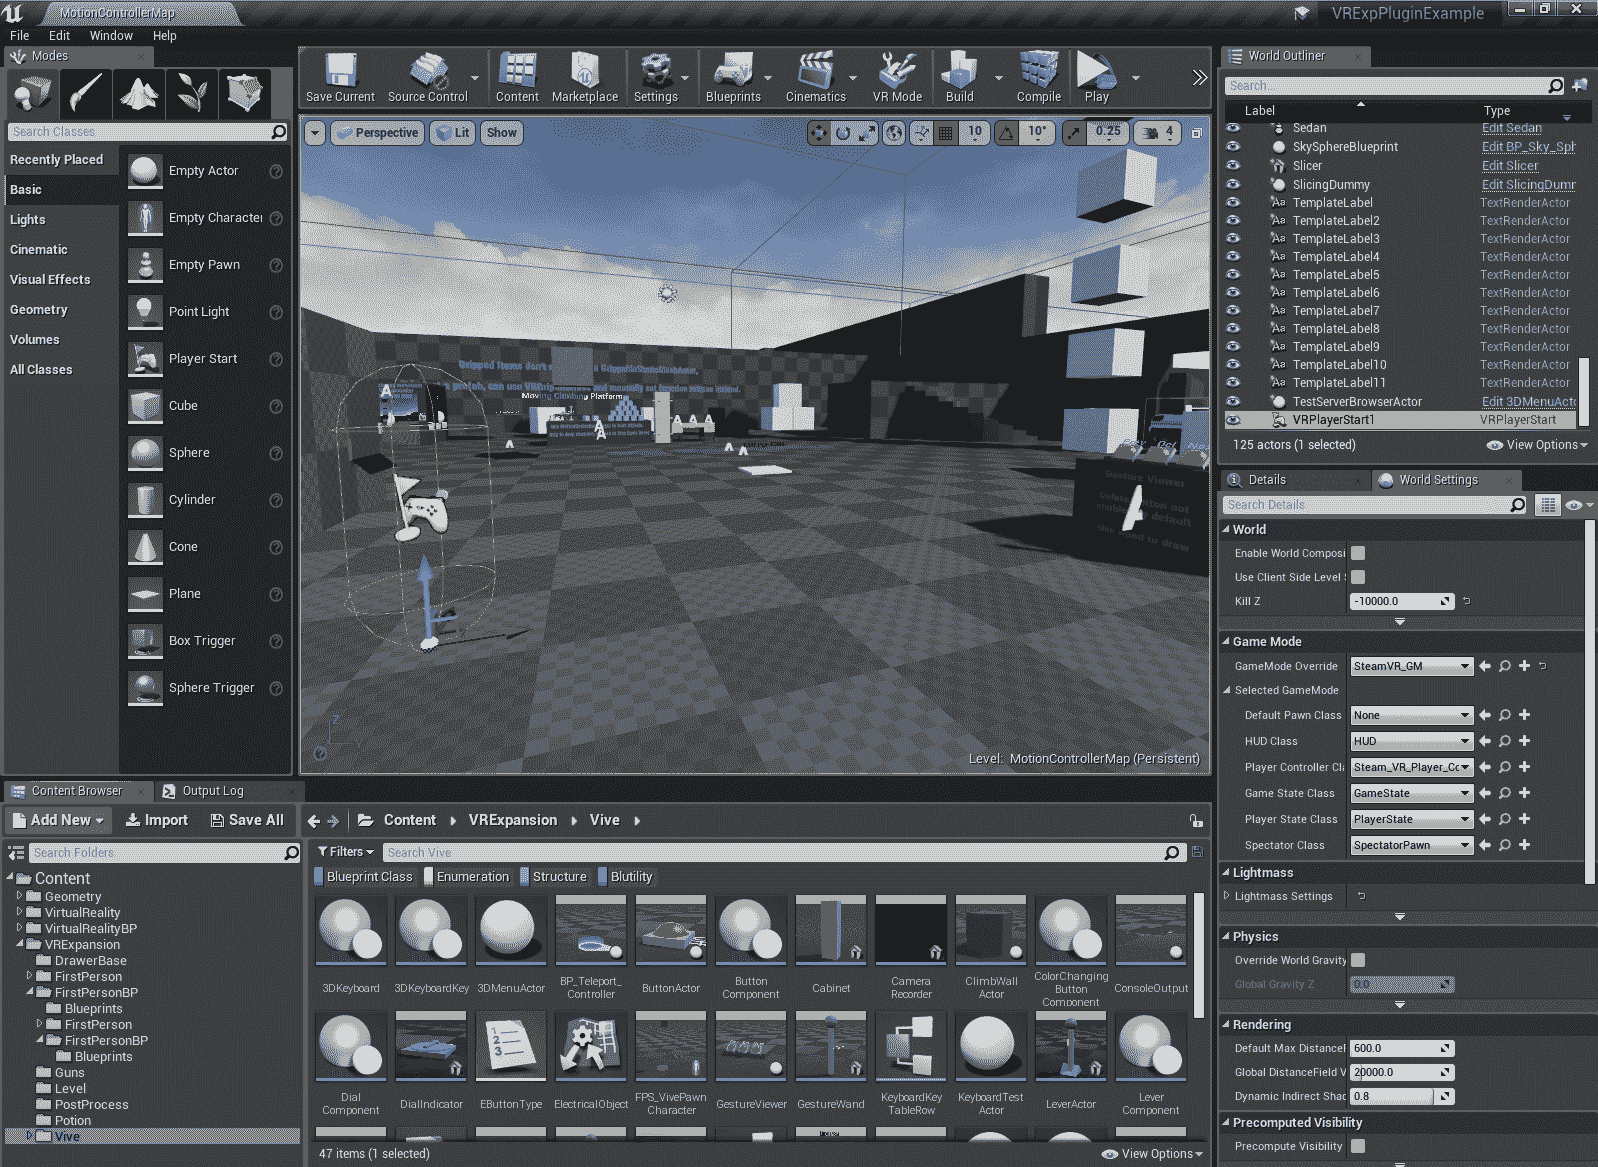 MotionControllerMap
VRExpPluginExample
File Edit Window Help
Modes
Search Classes
Recently Placed
Basic
Lights
Cinematic
Visual Effects
Geometry
Volumes
All Classes
Empty Actor
Empty Character
Empty Pawn
Point Light
Player Start
Cube
Sphere
Cylinder
Cone
Plane
Box Trigger
Sphere Trigger
Save Current
Source Control
Content
Marketplace
Settings
Blueprints
Cinematics
VR Mode
Build
Compile
Play
Perspective
Lit
Show
10
10°
0.25
4
Moving Climbing Platform
Gesture Viewer
Level: MotionControllerMap (Persistent)
World Outliner
Search...
Label Type
Sedan Edit Sedan
SkySphereBlueprint Edit BP_Sky_Sph
Slicer Edit Slicer
SlicingDummy Edit SlicingDumm
TemplateLabel TextRenderActor
TemplateLabel2 TextRenderActor
TemplateLabel3 TextRenderActor
TemplateLabel4 TextRenderActor
TemplateLabel5 TextRenderActor
TemplateLabel6 TextRenderActor
TemplateLabel7 TextRenderActor
TemplateLabel8 TextRenderActor
TemplateLabel9 TextRenderActor
TemplateLabel10 TextRenderActor
TemplateLabel11 TextRenderActor
TestServerBrowserActor Edit 3DMenuActo
VRPlayerStart1 VRPlayerStart
125 actors (1 selected)
View Options
Details
World Settings
Search Details
World
Enable World Composi
Use Client Side Level
Kill Z -10000.0
Game Mode
GameMode Override SteamVR_GM
Selected GameMode
Default Pawn Class None
HUD Class HUD
Player Controller Cl Steam_VR_Player_Co
Game State Class GameState
Player State Class PlayerState
Spectator Class SpectatorPawn
Lightmass
Lightmass Settings
Physics
Override World Gravity
Global Gravity Z 0.0
Rendering
Default Max DistanceF 600.0
Global DistanceField V 20000.0
Dynamic Indirect Shac 0.8
Precomputed Visibility
Precompute Visibility
Content Browser
Output Log
Add New
Import
Save All
Content
VRExpansion
Vive
Search Folders
Filters
Search Vive
Blueprint Class
Enumeration
Structure
Blutility
Content
Geometry
VirtualReality
VirtualRealityBP
VRExpansion
DrawerBase
FirstPerson
FirstPersonBP
Blueprints
FirstPerson
FirstPersonBP
Blueprints
Guns
Level
PostProcess
Potion
Vive
3DKeyboard
3DKeyboardKey
3DMenuActor
BP_Teleport_
Controller
ButtonActor
Button
Component
Cabinet
Camera
Recorder
ClimbWall
Actor
ColorChanging
Button
Component
ConsoleOutput
Dial
Component
DialIndicator
EButtonType
ElectricalObject
FPS_VivePawn
Character
GestureViewer
GestureWand
KeyboardKey
TableRow
KeyboardTest
Actor
LeverActor
Lever
Component
47 items (1 selected)
View Options